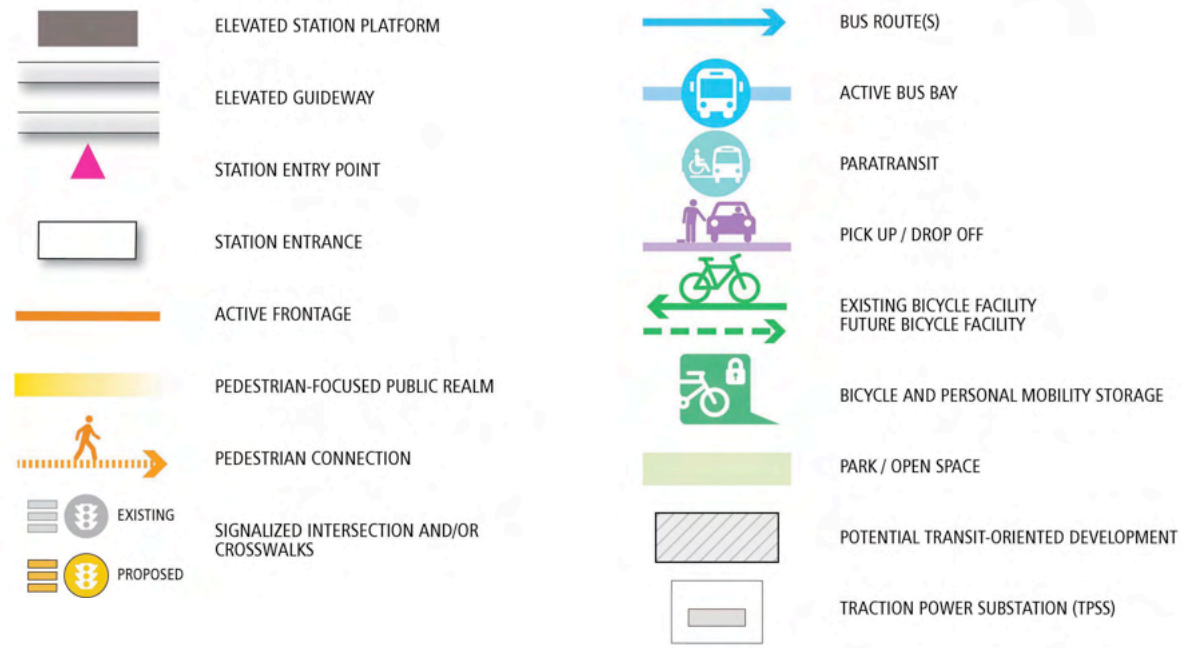 ELEVATED STATION PLATFORM
ELEVATED GUIDEWAY
STATION ENTRY POINT
STATION ENTRANCE
ACTIVE FRONTAGE
PEDESTRIAN-FOCUSED PUBLIC REALM
PEDESTRIAN CONNECTION
EXISTING
PROPOSED
SIGNALIZED INTERSECTION AND/OR
CROSSWALKS
BUS ROUTE(S)
ACTIVE BUS BAY
PARATRANSIT
PICK UP / DROP OFF
EXISTING BICYCLE FACILITY
FUTURE BICYCLE FACILITY
BICYCLE AND PERSONAL MOBILITY STORAGE
PARK / OPEN SPACE
POTENTIAL TRANSIT-ORIENTED DEVELOPMENT
TRACTION POWER SUBSTATION (TPSS)